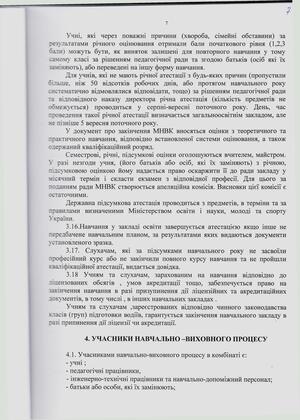 7
Учні, які через поважні причини (хвороба, сімейні обставини) за
результатами річного оцінювання отримали бали початкового рівня (1,2,3
бали) можуть бути, як виняток залишені для повторного навчання у тому
самому класі за рішенням педагогічної ради та згодою батьків (осіб які їх
замінюють), або переведені на іншу форму навчання.
Для учнів, які не мають річної атестації з будь-яких причин (пропустили
більше, ніж 50 відсотків робочих днів, або протягом навчального року
систематично відмовлялися відповідати, тощо) за рішенням педагогічної ради
та відповідного наказу директора річна атестація (кількість предметів не
обмежується) проводиться у серпні-вересні поточного року. День, час
проведення такої річної атестації визначається загальноосвітнім закладом, але
не пізніше 5 вересня поточного року.
У документ про закінчення МНВК вносяться оцінки з теоретичного та
практичного навчання, відповідно встановленої системи оцінювання, а також
одержаний кваліфікаційний розряд.
Семестрові, річні, підсумкові оцінки оголошуються вчителем, майстром.
У разі незгоди учня, (його батьків або осіб, які їх замінюють) з річною,
підсумковою оцінкою йому надається право оскаржити її до ради закладу у
місячний термін і скласти екзамен з відповідної професії. Для цього за
поданням ради МНВК створюється апеляційна комісія. Висновки цієї комісії є
остаточними.
Державна підсумкова атестація проводиться з предметів, в терміни та за
правилами визначеними Міністерством освіти і науки, молоді та спорту
України.
3.16.Навчання у закладі освіти завершується атестацією якщо інше не
передбачене навчальним планом, за результатами яких видаються документи
установленого зразка.
3.17. Слухачам, які за підсумками навчального року не засвоїли
професійний курс або не закінчили повного курсу навчання та не пройшли
кваліфікаційної атестації, видається довідка.
3.18 Учням та слухачам, зарахованим на навчання відповідно до
ліцензованих обсягів , умов акредитації тощо, забезпечується право на
закінчення навчання в разі призупинення дії ліцензійних та акредитаційних
документів, в тому числі , в інших навчальних закладах .
Учням та слухачам зареєстрованих відповідно чинного законодавства
класів (груп) підготовки водіїв, гарантується закінчення навчального закладу в
разі припинення дії ліцензії чи акредитації.
4. УЧАСНИКИ НАВЧАЛЬНО –ВИХОВНОГО ПРОЦЕСУ
4.1. Учасниками навчально-виховного процесу в комбінаті є:
- учні ;
- педагогічні працівники,
- інженерно-технічні працівники та навчально-допоміжний персонал;
- батьки або особи, які їх замінюють;